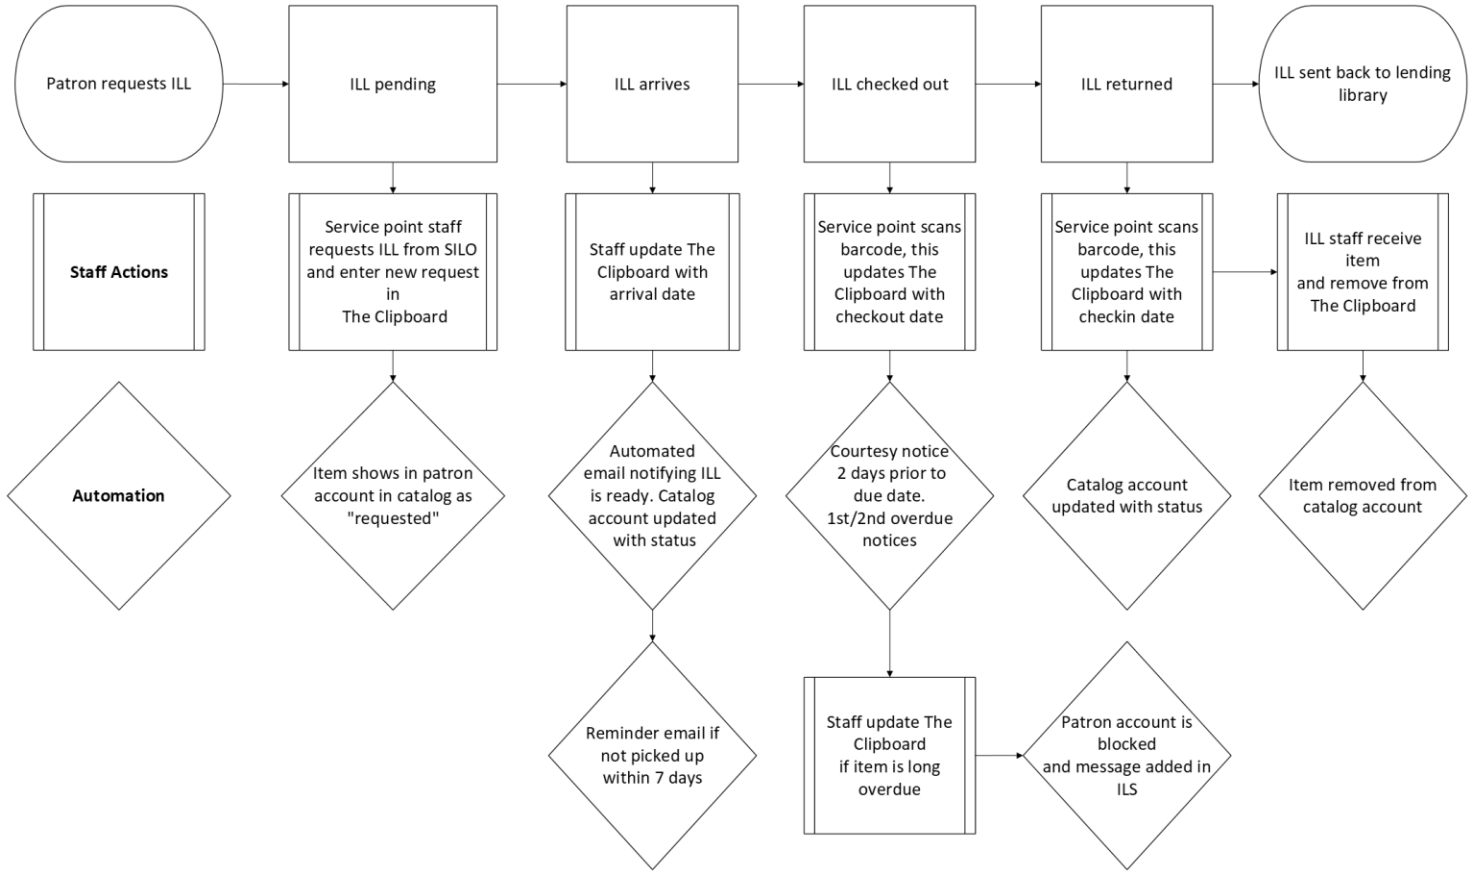 Patron requests ILL
ILL pending
ILL arrives
ILL checked out
ILL returned
ILL sent back to lending
library
Staff Actions
Service point staff
requests ILL from SILO
and enter new request
in
The Clipboard
Staff update The
Clipboard with
arrival date
Service point scans
barcode, this
updates The
Clipboard with
checkout date
Service point scans
barcode, this
updates The
Clipboard with
checkin date
ILL staff receive
item
and remove from
The Clipboard
Automation
Item shows in patron
account in catalog as
"requested"
Automated
email notifying ILL
is ready. Catalog
account updated
with status
Courtesy notice
2 days prior to
due date.
1st/2nd overdue
notices
Catalog account
updated with status
Item removed from
catalog account
Reminder email if
not picked up
within 7 days
Staff update The
Clipboard
if item is long
overdue
Patron account is
blocked
and message added in
ILS